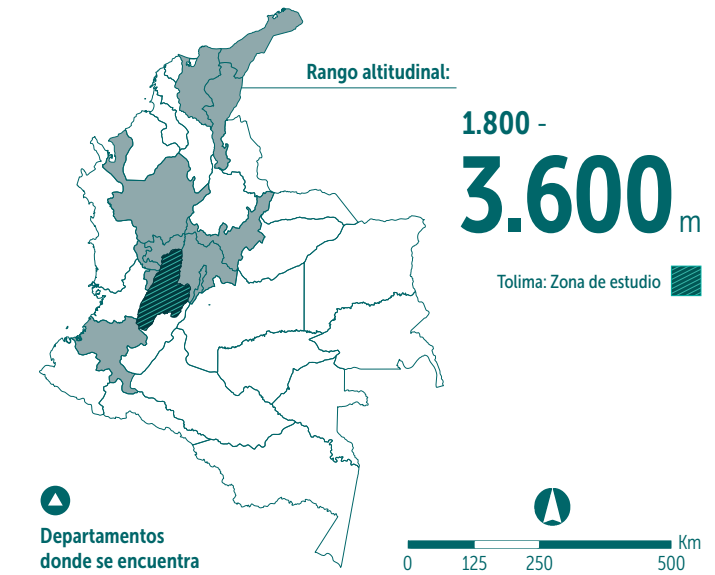 Rango altitudinal:
1.800 -
3.600 m
Tolima: Zona de estudio
Departamentos
donde se encuentra
Km
0 125 250 500